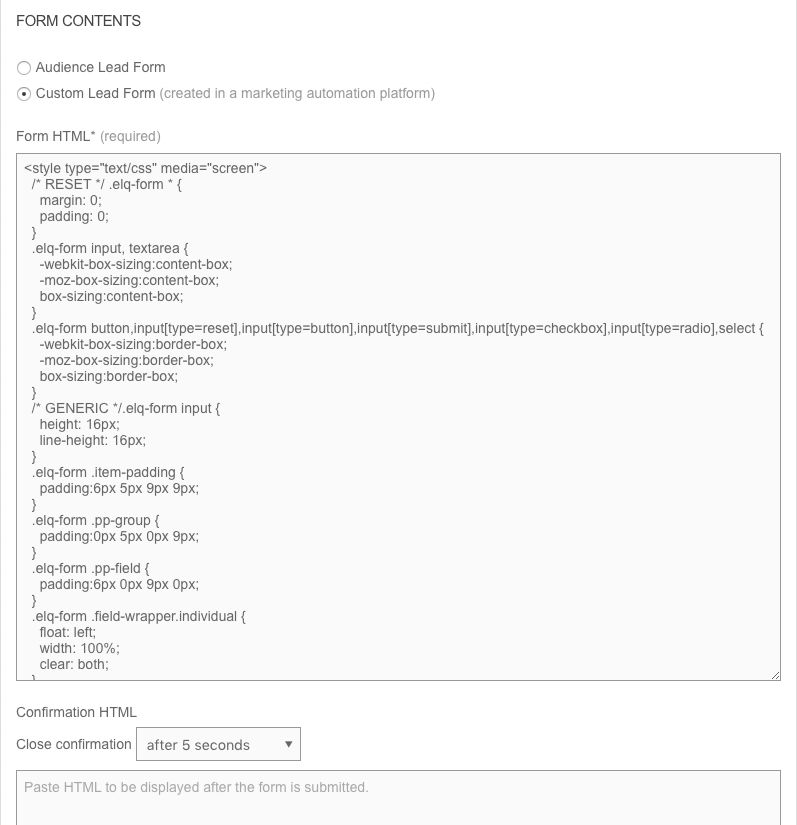 FORM CONTENTS
Audience Lead Form
Custom Lead Form (created in a marketing automation platform)
Form HTML* (required)
<style type="text/css" media="screen">
/* RESET */ .elq-form * {
margin: 0;
padding: 0;
}
.elq-form input, textarea {
-webkit-box-sizing:content-box;
-moz-box-sizing:content-box;
box-sizing:content-box;
}
.elq-form button,input[type=reset],input[type=button],input[type=submit],input[type=checkbox],input[type=radio],select {
-webkit-box-sizing:border-box;
-moz-box-sizing:border-box;
box-sizing:border-box;
}
/* GENERIC */.elq-form input {
height: 16px;
line-height: 16px;
}
.elq-form .item-padding {
padding:6px 5px 9px 9px;
}
.elq-form .pp-group {
padding:0px 5px 0px 9px;
}
.elq-form .pp-field {
padding:6px 0px 9px 0px;
}
.elq-form .field-wrapper.individual {
float: left;
width: 100%;
clear: both;
}
Confirmation HTML
Close confirmation after 5 seconds
Paste HTML to be displayed after the form is submitted.